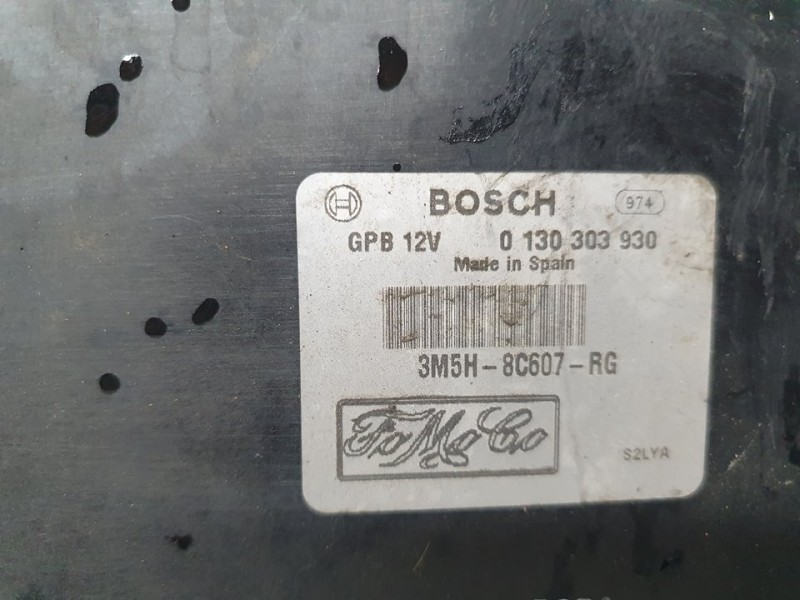 BOSCH 974
GPB 12V 0 130 303 930
Made in Spain
3M5H-8C607-RG
FoMoCo
S2LYA